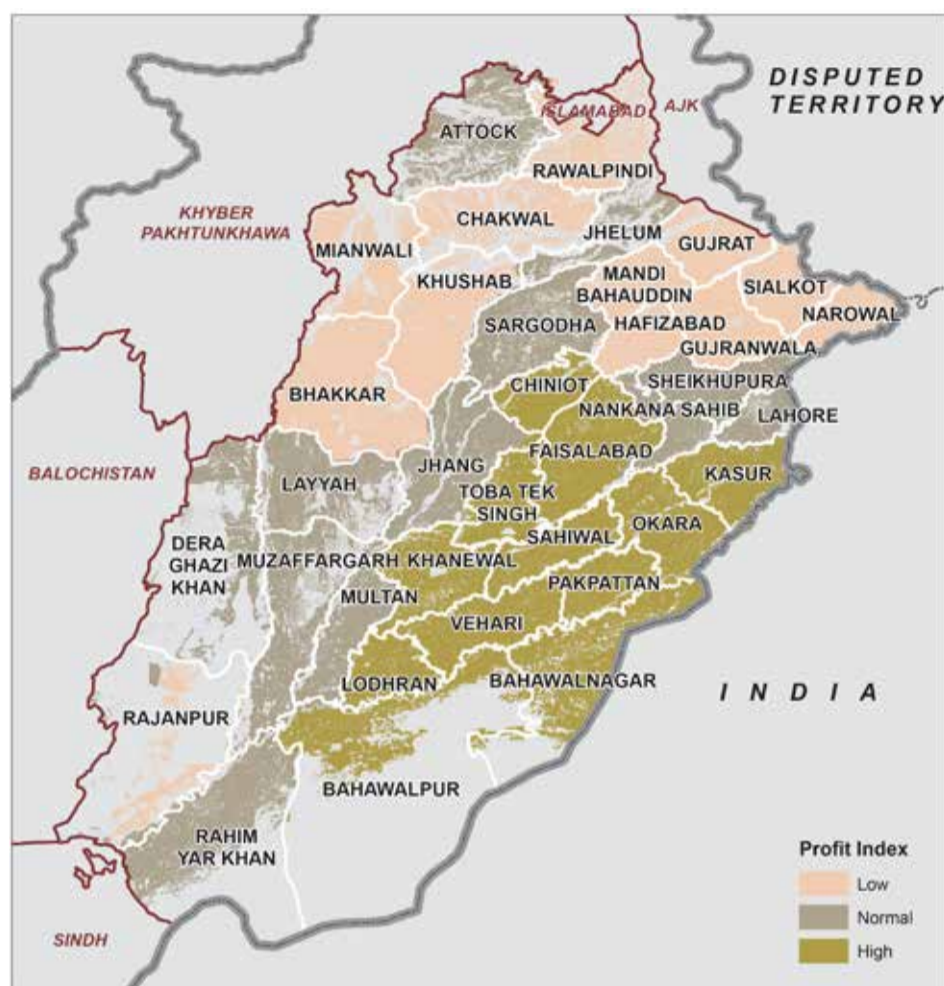 DISPUTED
TERRITORY
ISLAMABAD
AJK
ATTOCK
RAWALPINDI
KHYBER
PAKHTUNKHAWA
CHAKWAL
JHELUM
MIANWALI
GUJRAT
KHUSHAB
MANDI
BAHAUDDIN
SIALKOT
NAROWAL
SARGODHA
HAFIZABAD
GUJRANWALA
BHAKKAR
CHINIOT
SHEIKHUPURA
NANKANA SAHIB
LAHORE
BALOCHISTAN
LAYYAH
JHANG
FAISALABAD
KASUR
TOBA TEK
SINGH
OKARA
SAHIWAL
DERA
GHAZI
KHAN
MUZAFFARGARH
KHANEWAL
MULTAN
PAKPATTAN
VEHARI
LODHRAN
BAHAWALNAGAR
INDIA
RAJANPUR
BAHAWALPUR
RAHIM
YAR KHAN
SINDH
Profit Index
Low
Normal
High